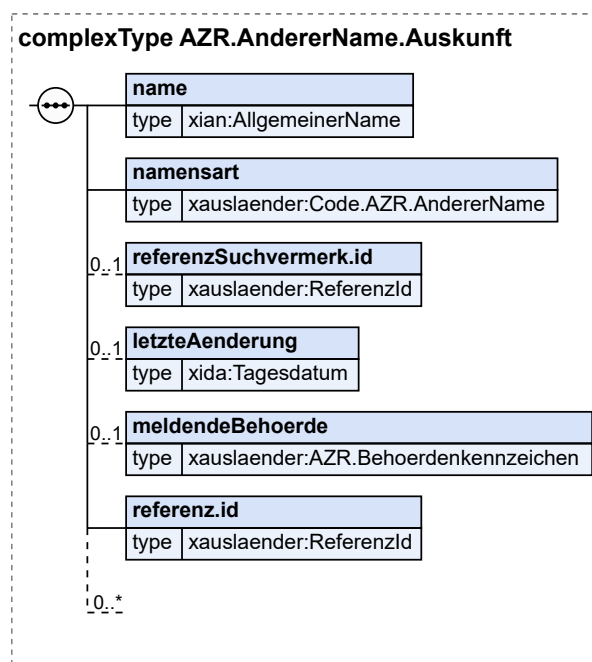 complexType AZR.AndererName.Auskunft
name
type xian:AllgemeinerName
namensart
type xauslaender:Code.AZR.AndererName
0..1 referenzSuchvermerk.id
type xauslaender:ReferenzId
0..1 letzteAenderung
type xida:Tagesdatum
0..1 meldendeBehoerde
type xauslaender:AZR.Behoerdenkennzeichen
referenz.id
type xauslaender:ReferenzId
0..*